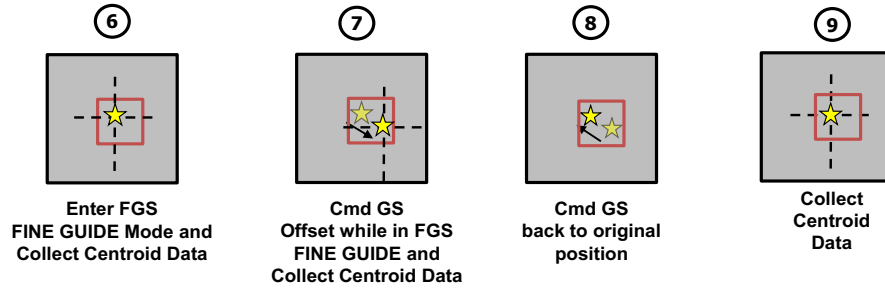 6
7
8
9
Enter FGS
FINE GUIDE Mode and
Collect Centroid Data
Cmd GS
Offset while in FGS
FINE GUIDE and
Collect Centroid Data
Cmd GS
back to original
position
Collect
Centroid
Data